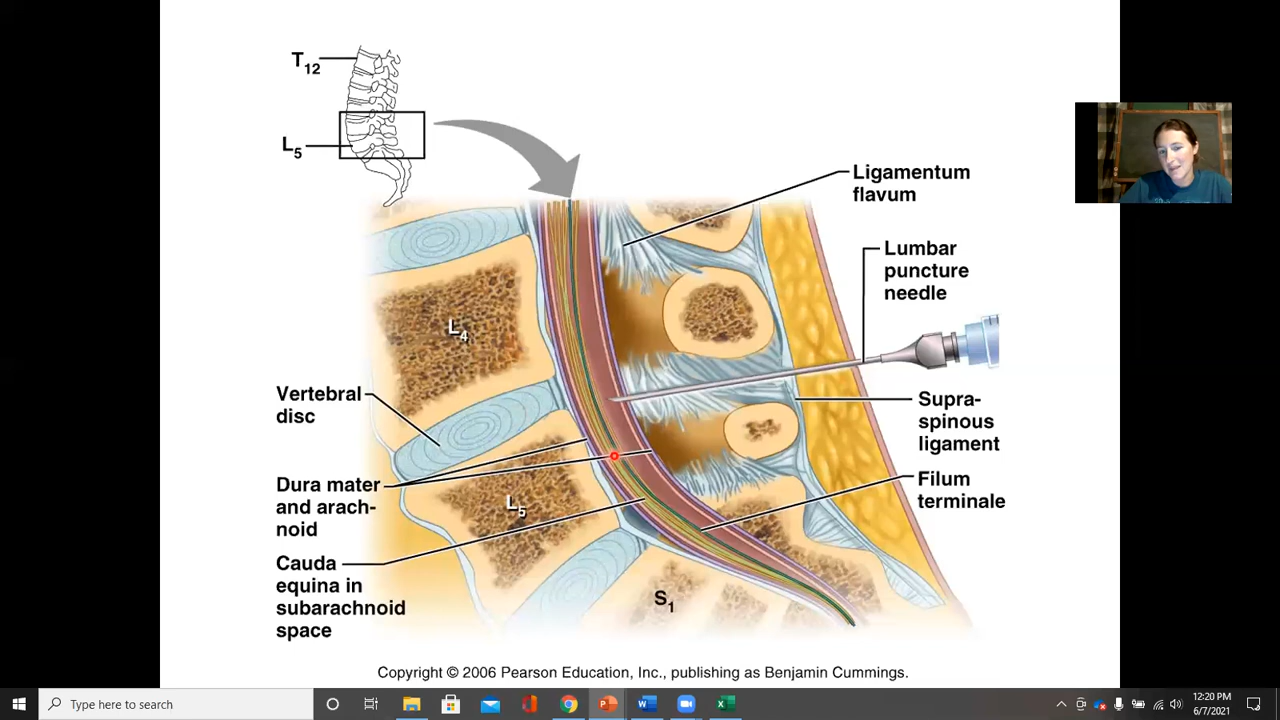 T12
L5
Ligamentum
flavum
Lumbar
puncture
needle
L4
Vertebral
disc
Supra-
spinous
ligament
Dura mater
and arach-
noid
L5
Filum
terminale
Cauda
equina in
subarachnoid
space
S1
Copyright © 2006 Pearson Education, Inc., publishing as Benjamin Cummings.
Type here to search
12:20 PM
6/7/2021